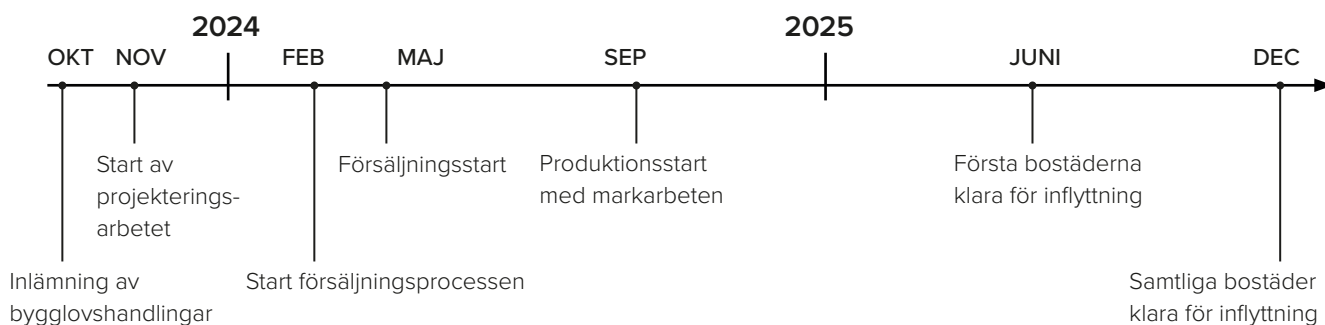 2024
2025
OKT
NOV
FEB
MAJ
SEP
JUNI
DEC
Start av
projekterings-
arbetet
Försäljningsstart
Produktionsstart
med markarbeten
Första bostäderna
klara för inflyttning
Inlämning av
bygglovshandlingar
Start försäljningsprocessen
Samtliga bostäder
klara för inflyttning